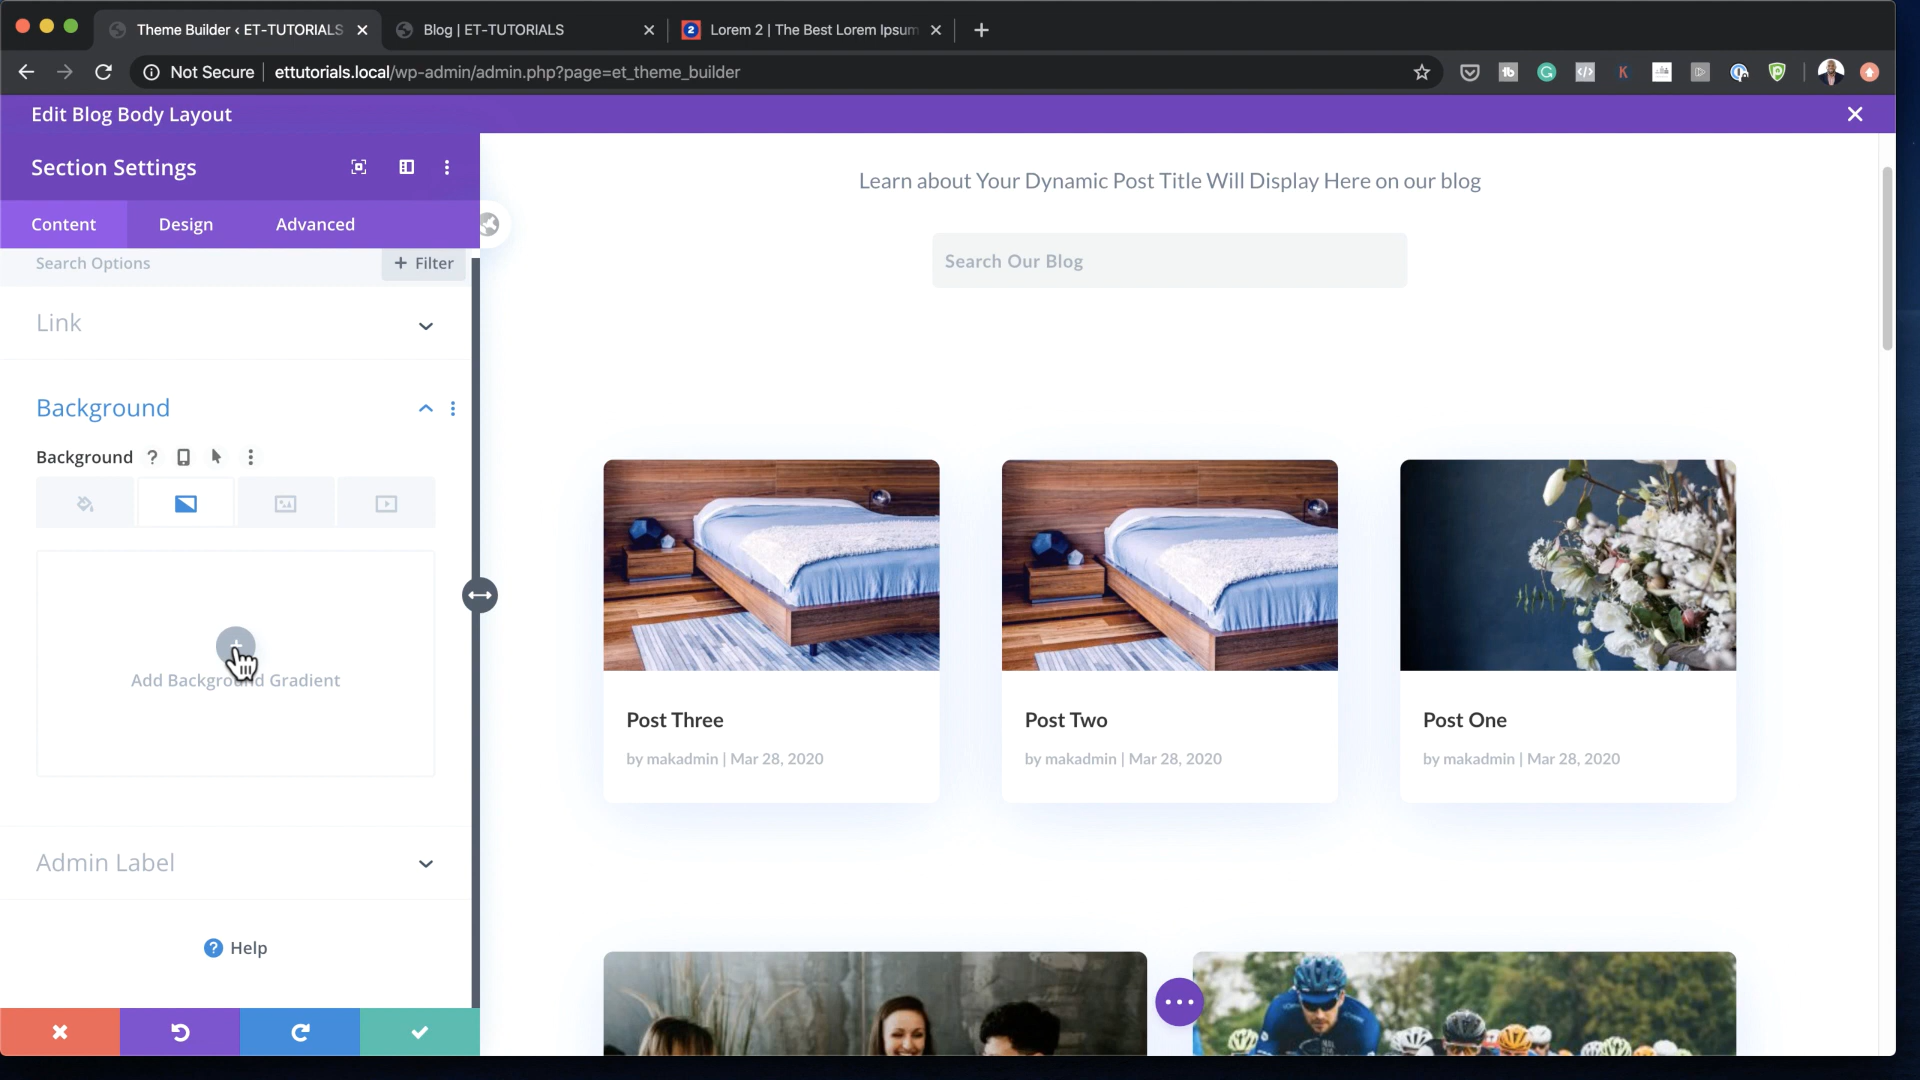 Theme Builder ‹ ET-TUTORIALS
Blog | ET-TUTORIALS
2
Lorem 2 | The Best Lorem Ipsum
Not Secure
ettutorials.local/wp-admin/admin.php?page=et_theme_builder
Edit Blog Body Layout
Section Settings
Content
Design
Advanced
Search Options
+ Filter
Link
Background
Background ?
Add Background Gradient
Admin Label
? Help
Learn about Your Dynamic Post Title Will Display Here on our blog
Search Our Blog
Post Three
by makadmin | Mar 28, 2020
Post Two
by makadmin | Mar 28, 2020
Post One
by makadmin | Mar 28, 2020